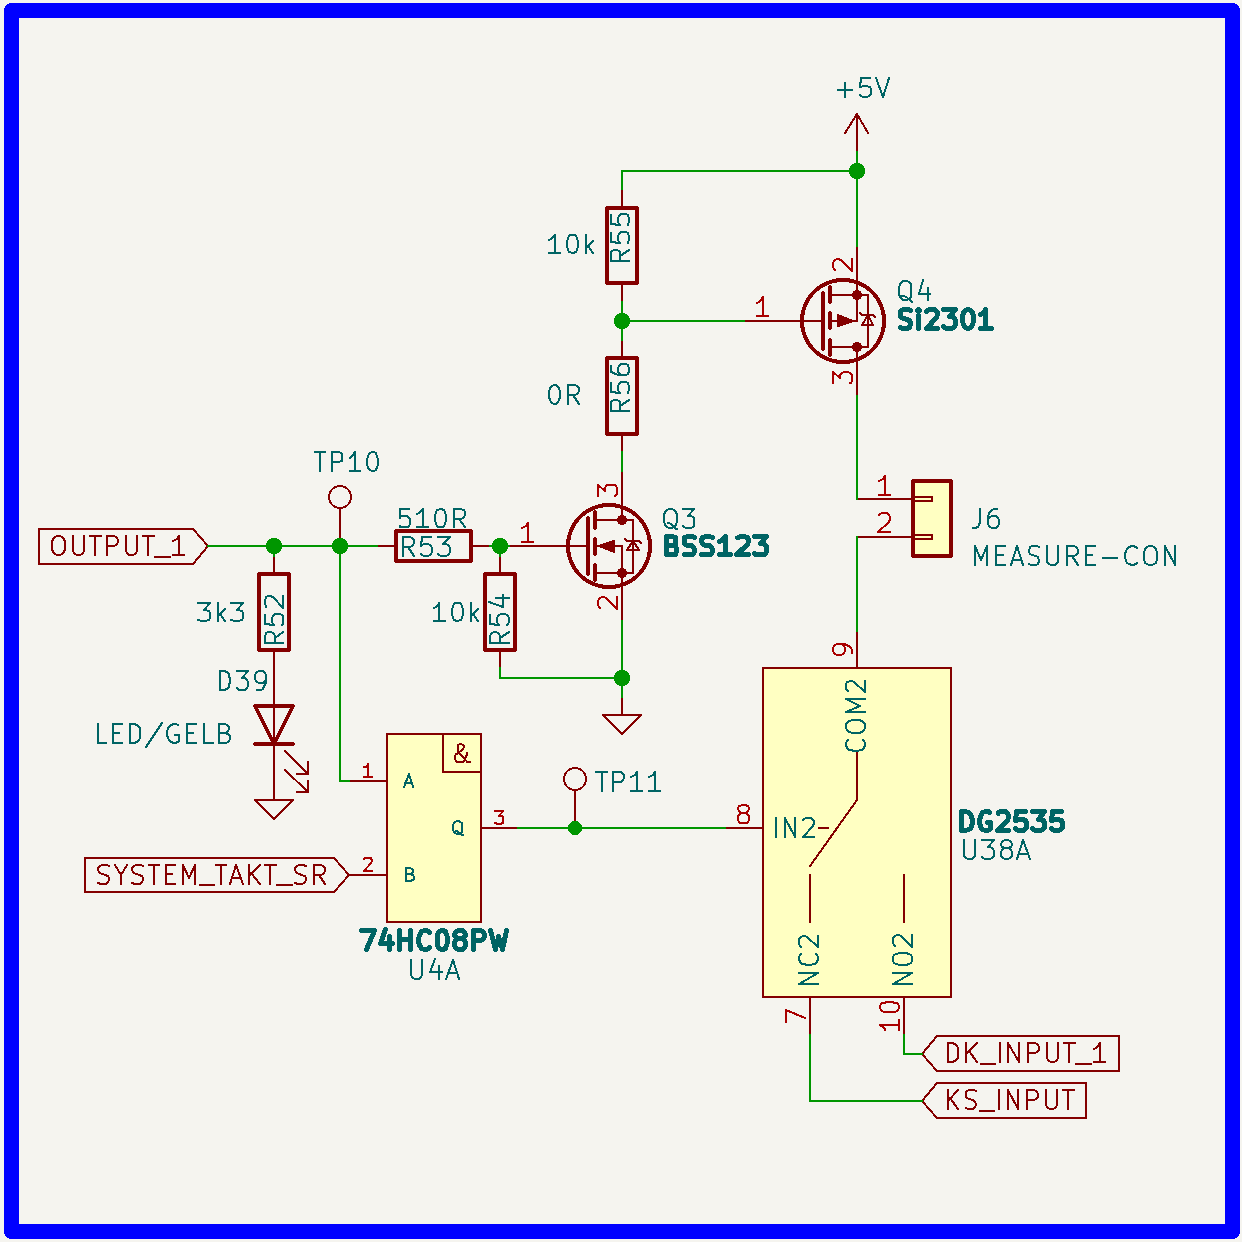 +5V
2
10k
R55
Q4
Si2301
1
3
0R
R56
TP10
3
1
2
J6
MEASURE-CON
OUTPUT_1
510R
R53
1
Q3
BSS123
2
3k3
R52
10k
R54
D39
LED/GELB
9
COM2
1
A
&
Q
3
TP11
8
IN2
DG2535
U38A
SYSTEM_TAKT_SR
2
B
74HC08PW
U4A
NC2
NO2
7
10
DK_INPUT_1
KS_INPUT